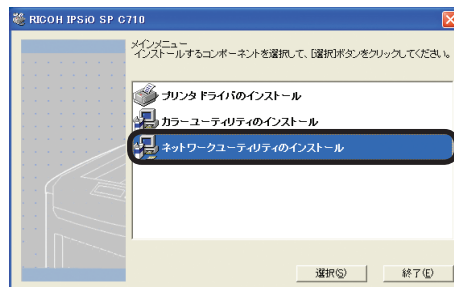 RICOH IPSiO SP C710
メインメニュー
インストールするコンポーネントを選択して、[選択]ボタンをクリックしてください。
プリンタ ドライバのインストール
カラーユーティリティのインストール
ネットワークユーティリティのインストール
選択(S) 終了(E)